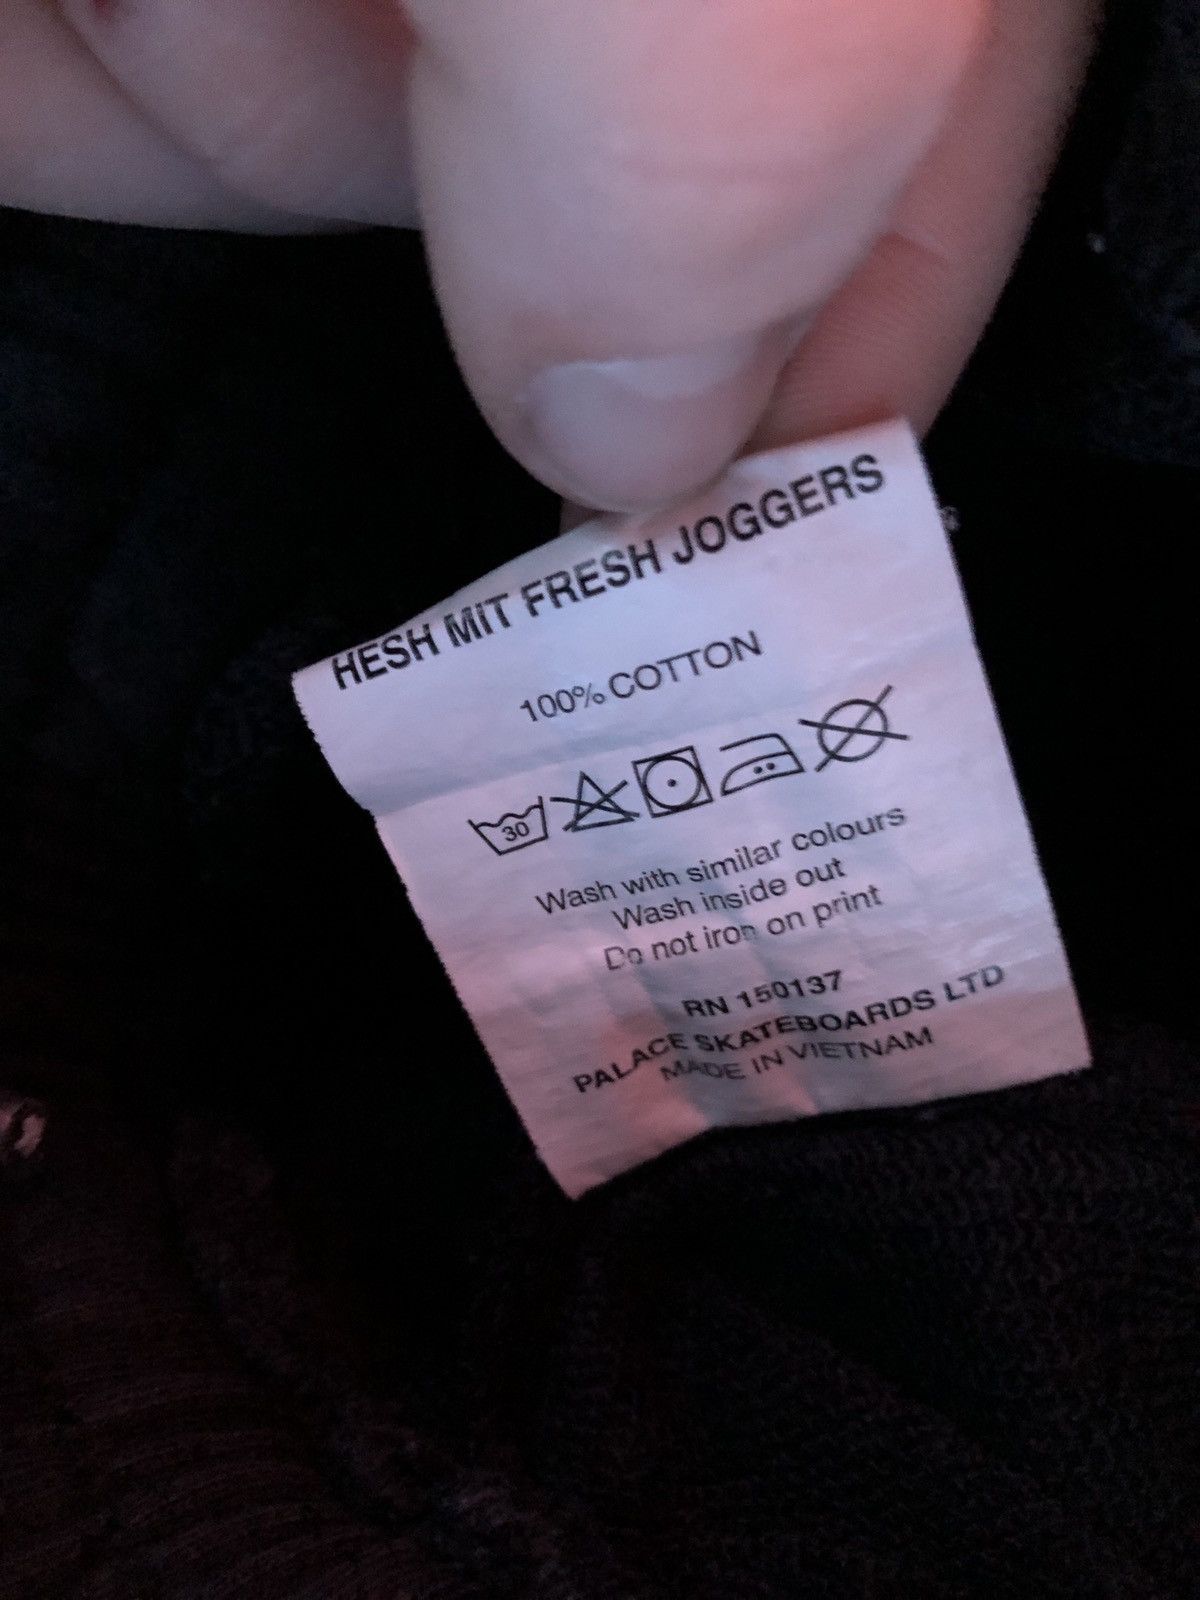 HESH MIT FRESH JOGGERS
100% COTTON
30
Wash with similar colours
Wash inside out
Do not iron on print
RN 150137
PALACE SKATEBOARDS LTD
MADE IN VIETNAM